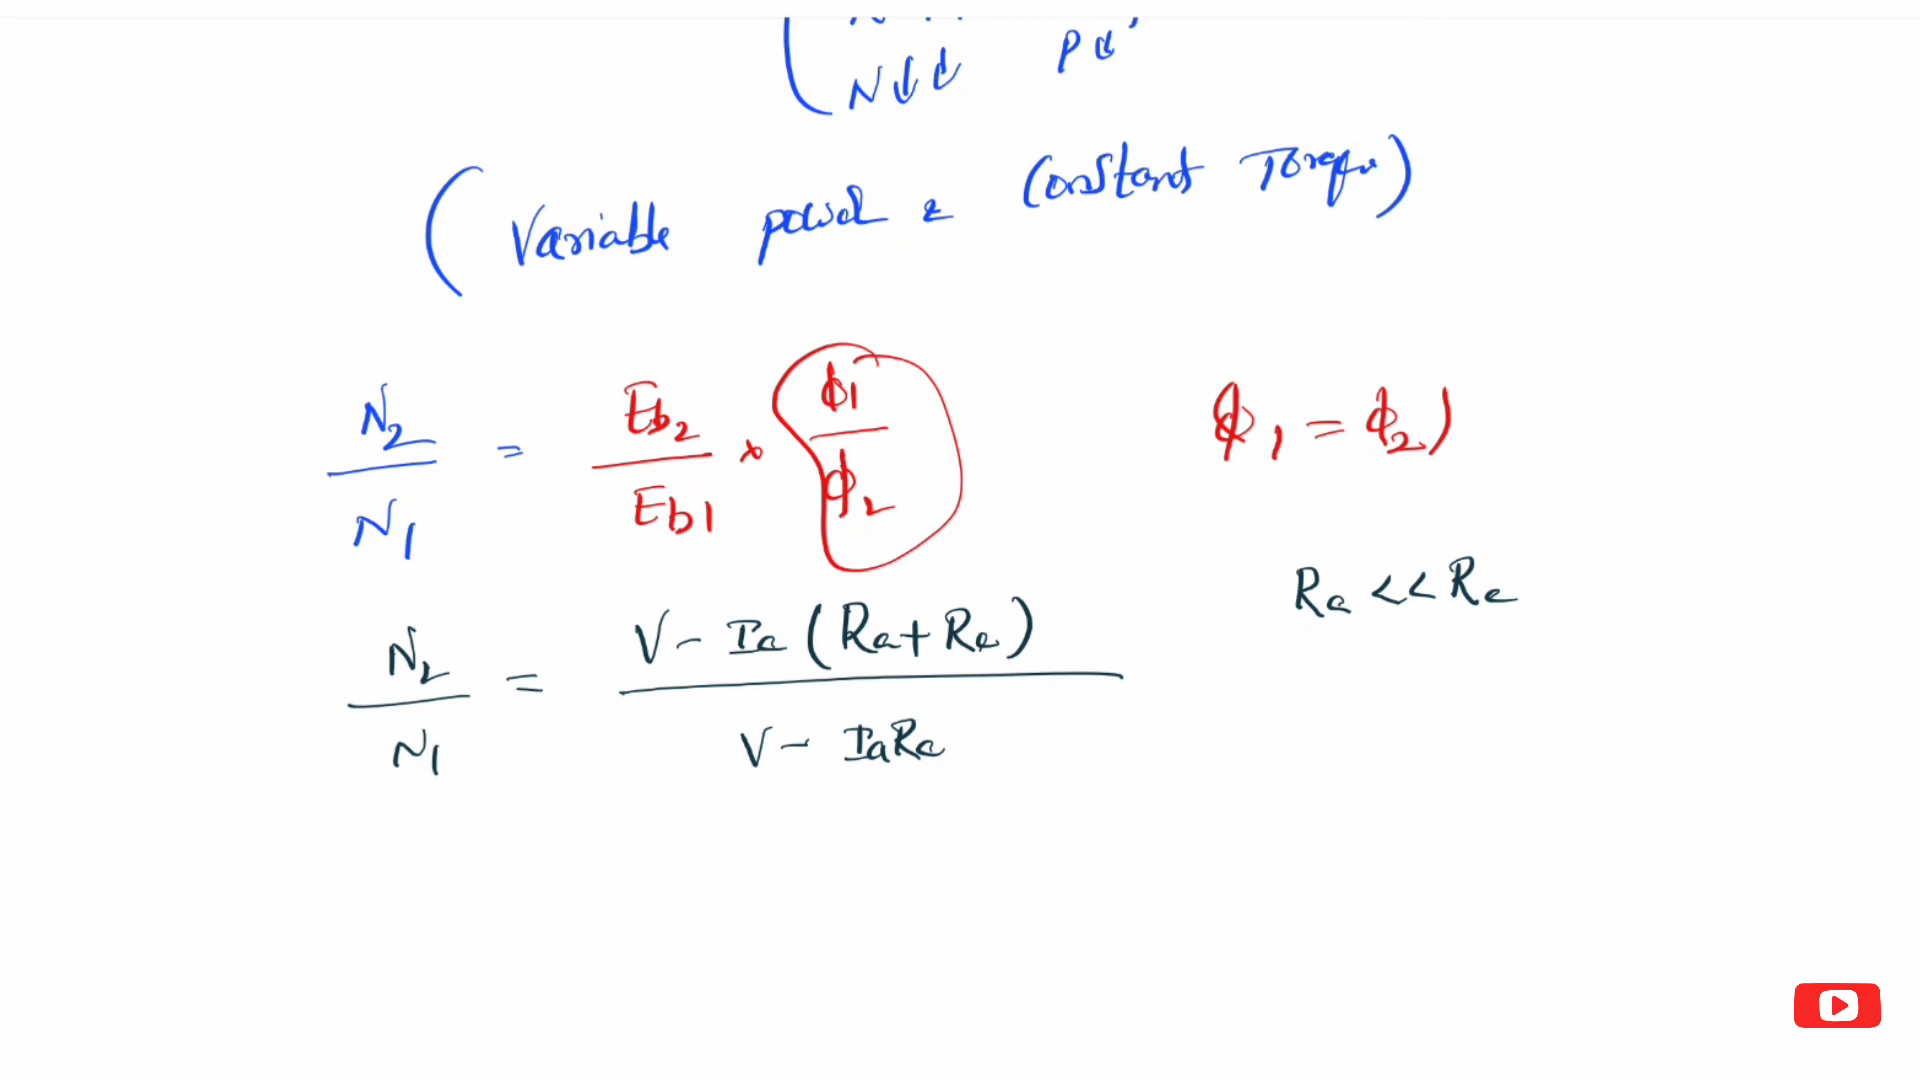 N↓↓ P↓
(Variable power & Constant Torque)
N2/N1 = Eb2/Eb1 × ϕ1/ϕ2 ϕ1 = ϕ2)
Ra << Re
N2/N1 = V - Ia (Ra + Re) / V - IaRa